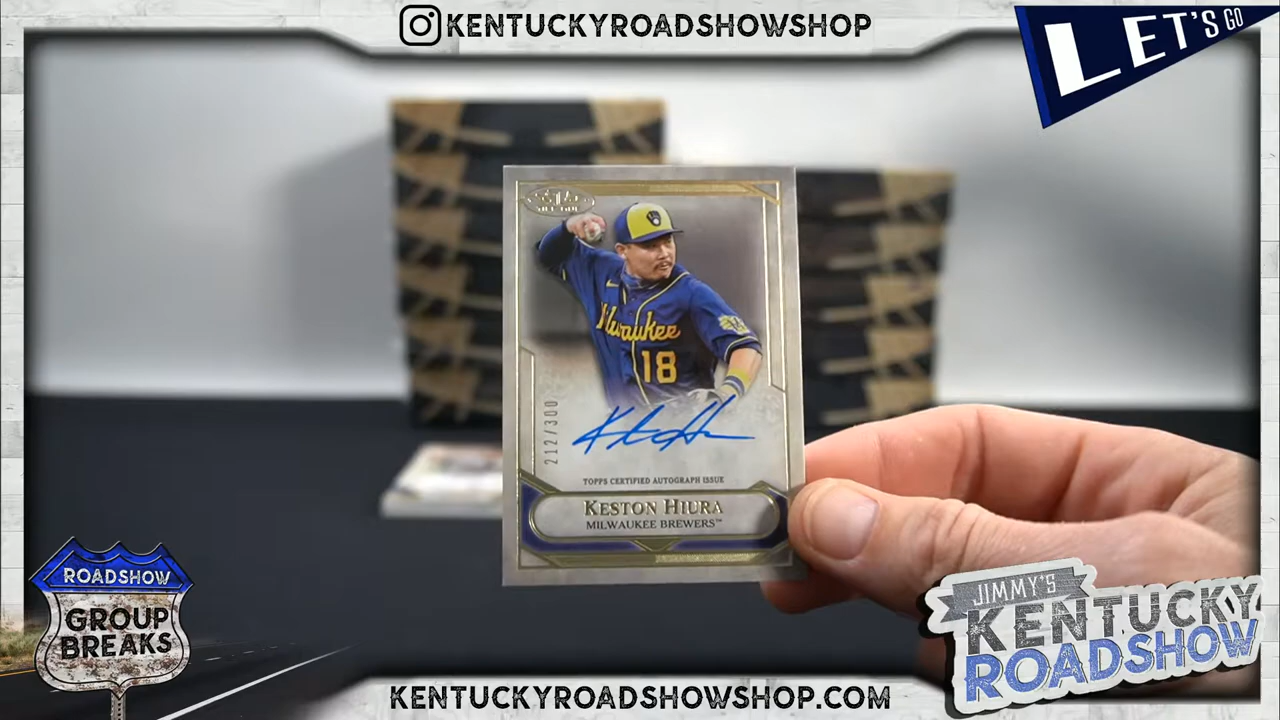 KENTUCKYROADSHOWSHOP
LET'S GO
Milwaukee
18
212/300
TOPPS CERTIFIED AUTOGRAPH ISSUE
KESTON HIURA
MILWAUKEE BREWERS™
ROADSHOW
GROUP
BREAKS
JIMMY'S
KENTUCKY
ROADSHOW
KENTUCKYROADSHOWSHOP.COM